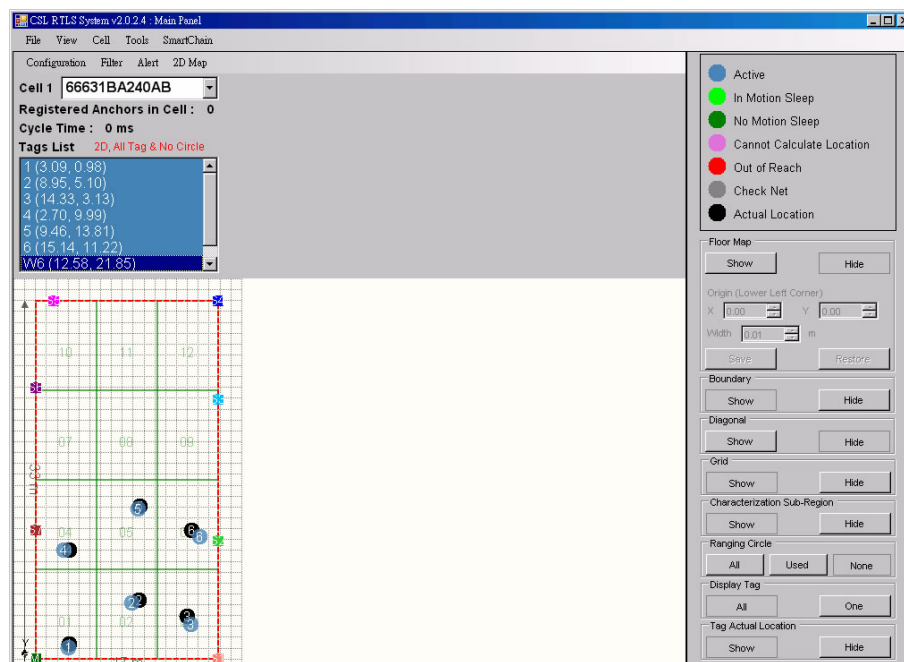 CSL RTLS System v2.0.2.4 : Main Panel
File View Cell Tools SmartChain
Configuration Filter Alert 2D Map
Cell 1 66631BA240AB
Registered Anchors in Cell : 0
Cycle Time : 0 ms
Tags List 2D, All Tag & No Circle
1 (3.09, 0.98)
2 (8.95, 5.10)
3 (14.33, 3.13)
4 (2.70, 9.99)
5 (9.46, 13.81)
6 (15.14, 11.22)
W6 (12.58, 21.85)
10 11 12
07 08 09
33 m
5
04 05 6 6
4
2 2
01 02 3 3
1
Y
Active
In Motion Sleep
No Motion Sleep
Cannot Calculate Location
Out of Reach
Check Net
Actual Location
Floor Map
Show Hide
Origin (Lower Left Corner)
X 0.00 Y 0.00
Width 0.01 m
Save Restore
Boundary
Show Hide
Diagonal
Show Hide
Grid
Show Hide
Characterization Sub-Region
Show Hide
Ranging Circle
All Used None
Display Tag
All One
Tag Actual Location
Show Hide